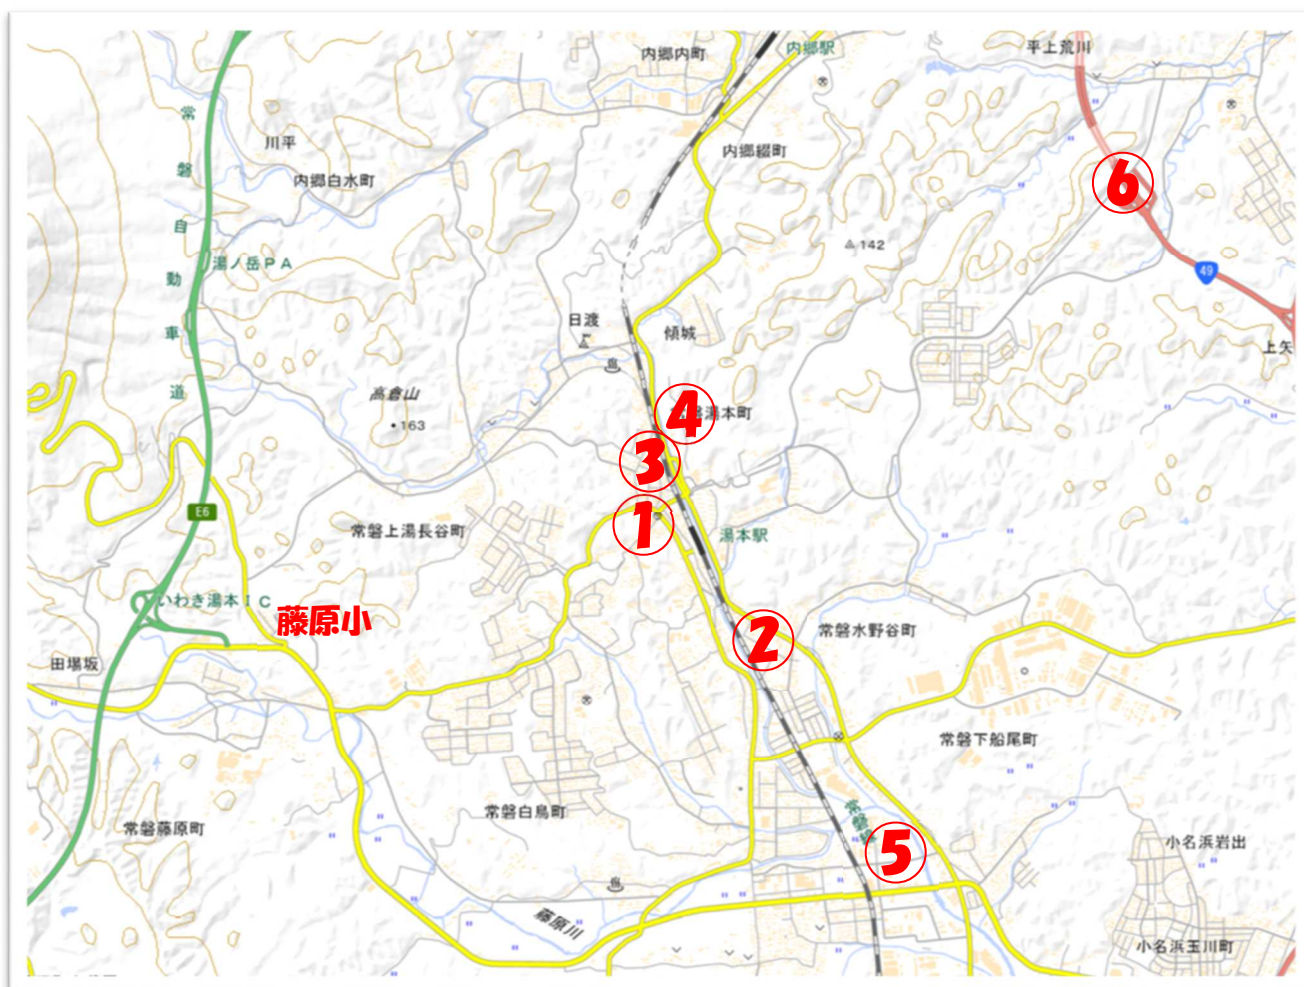 内郷内町
内郷駅
平上荒川
常磐自動車道
川平
内郷綴町
内郷白水町
6
142
湯ノ岳PA
49
日渡
傾城
上矢
高倉山
163
4
湯本町
3
E6
1
常磐上湯長谷町
湯本駅
いわき湯本IC
藤原小
2
常磐水野谷町
田場坂
常磐下船尾町
常磐白鳥町
常磐線
常磐藤原町
5
小名浜岩出
藤原川
小名浜玉川町